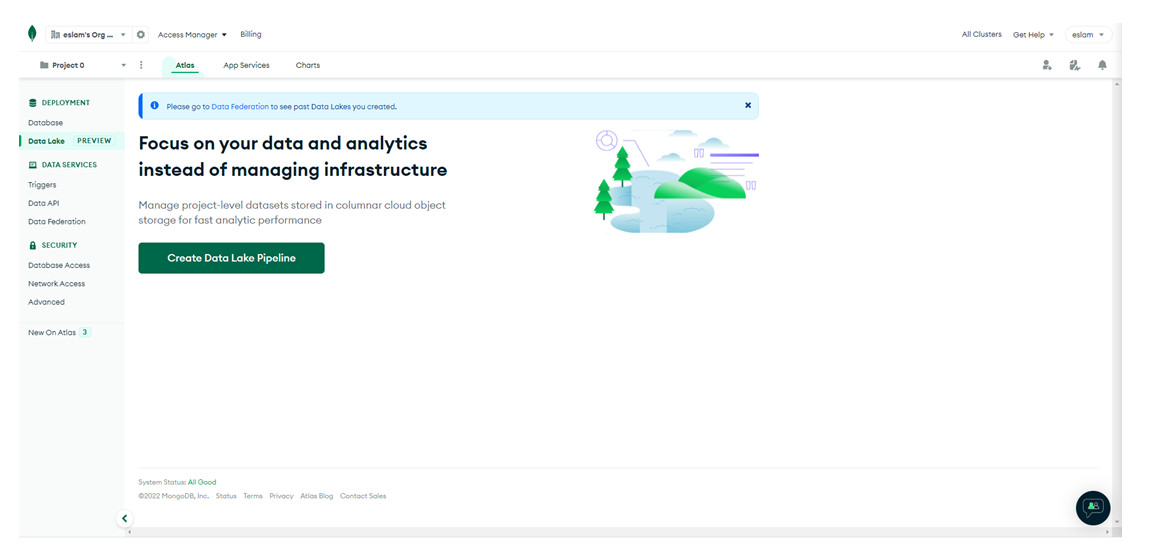 eslam's Org ...
Access Manager
Billing
All Clusters
Get Help
eslam
Project 0
Atlas
App Services
Charts
DEPLOYMENT
Database
Data Lake PREVIEW
DATA SERVICES
Triggers
Data API
Data Federation
SECURITY
Database Access
Network Access
Advanced
New On Atlas 3
Please go to Data Federation to see past Data Lakes you created.
Focus on your data and analytics
instead of managing infrastructure
Manage project-level datasets stored in columnar cloud object
storage for fast analytic performance
Create Data Lake Pipeline
System Status: All Good
©2022 MongoDB, Inc. Status Terms Privacy Atlas Blog Contact Sales